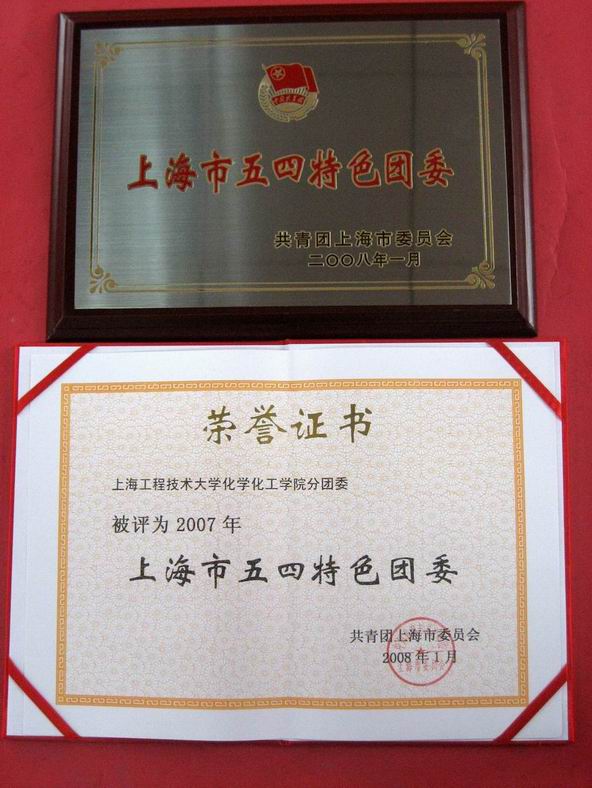 上海市五四特色团委
共青团上海市委员会
二〇〇八年一月
荣誉证书
上海工程技术大学化学化工学院分团委
被评为2007年
上海市五四特色团委
共青团上海市委员会
2008年1月